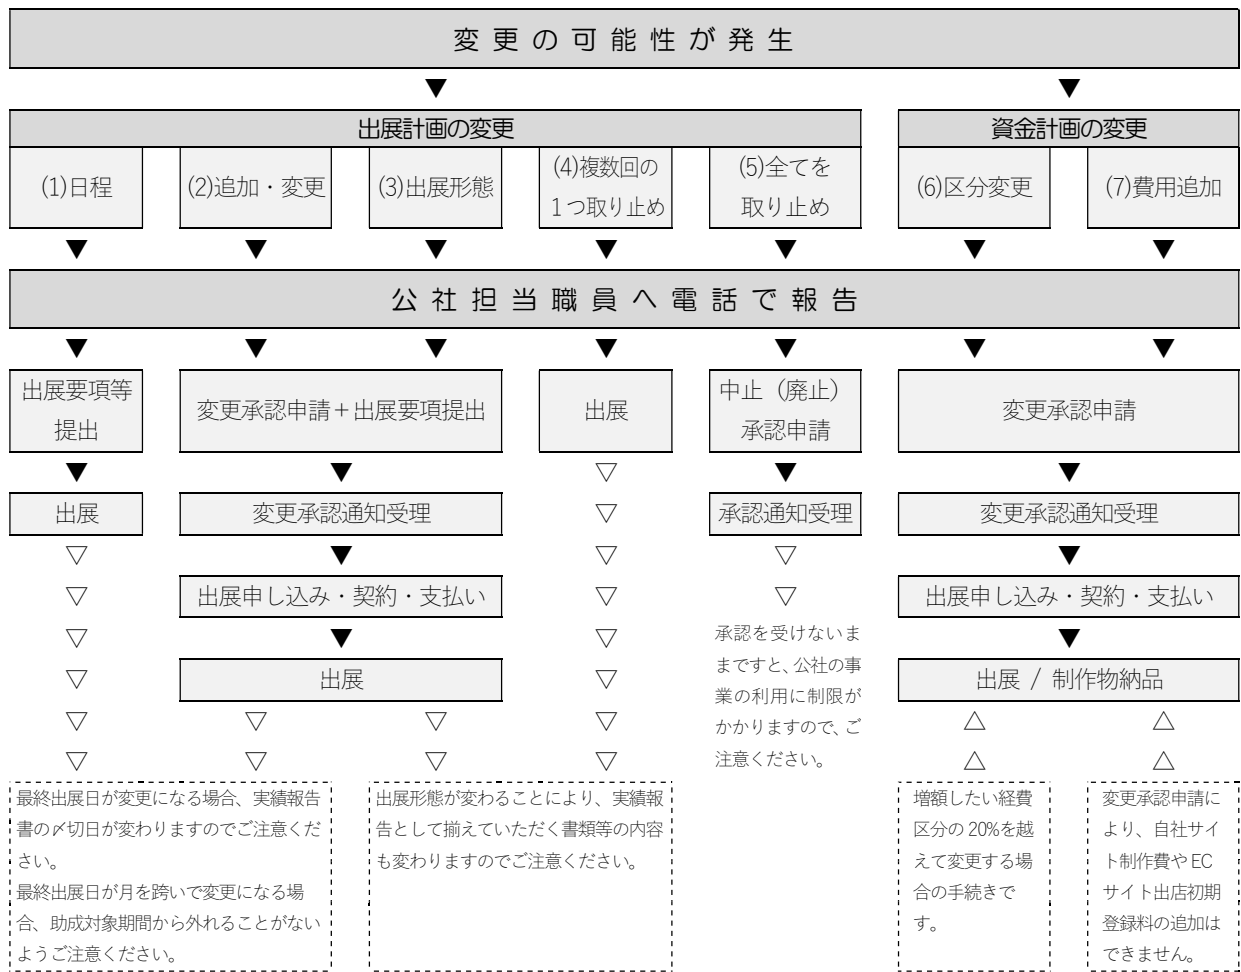 変更の可能性が発生
▼ ▼
出展計画の変更 資金計画の変更
(1)日程 (2)追加・変更 (3)出展形態 (4)複数回の
1つ取り止め (5)全てを
取り止め (6)区分変更 (7)費用追加
▼ ▼ ▼ ▼ ▼ ▼ ▼
公社担当職員へ電話で報告
▼ ▼ ▼ ▼ ▼ ▼ ▼
出展要項等
提出
変更承認申請＋出展要項提出
出展
中止（廃止）
承認申請
変更承認申請
▼ ▼ ▽ ▼ ▼
出展 変更承認通知受理 ▽ 承認通知受理 変更承認通知受理
▽ ▼ ▽ ▽ ▼
▽ 出展申し込み・契約・支払い ▽ ▽ 出展申し込み・契約・支払い
▽ ▼ ▽ ▼
▽ 出展 ▽ 出展 / 制作物納品
▽ ▽ ▽ ▽ △ △
▽ ▽ ▽ ▽ △ △
承認を受けないま
まですと、公社の事
業の利用に制限が
かかりますので、ご
注意ください。
最終出展日が変更になる場合、実績報告
書の〆切日が変わりますのでご注意くだ
さい。
最終出展日が月を跨いで変更になる場
合、助成対象期間から外れることがない
ようご注意ください。
出展形態が変わることにより、実績報
告として揃えていただく書類等の内容
も変わりますのでご注意ください。
増額したい経費
区分の 20%を越
えて変更する場
合の手続きで
す。
変更承認申請に
より、自社サイ
ト制作費や EC
サイト出店初期
登録料の追加は
できません。